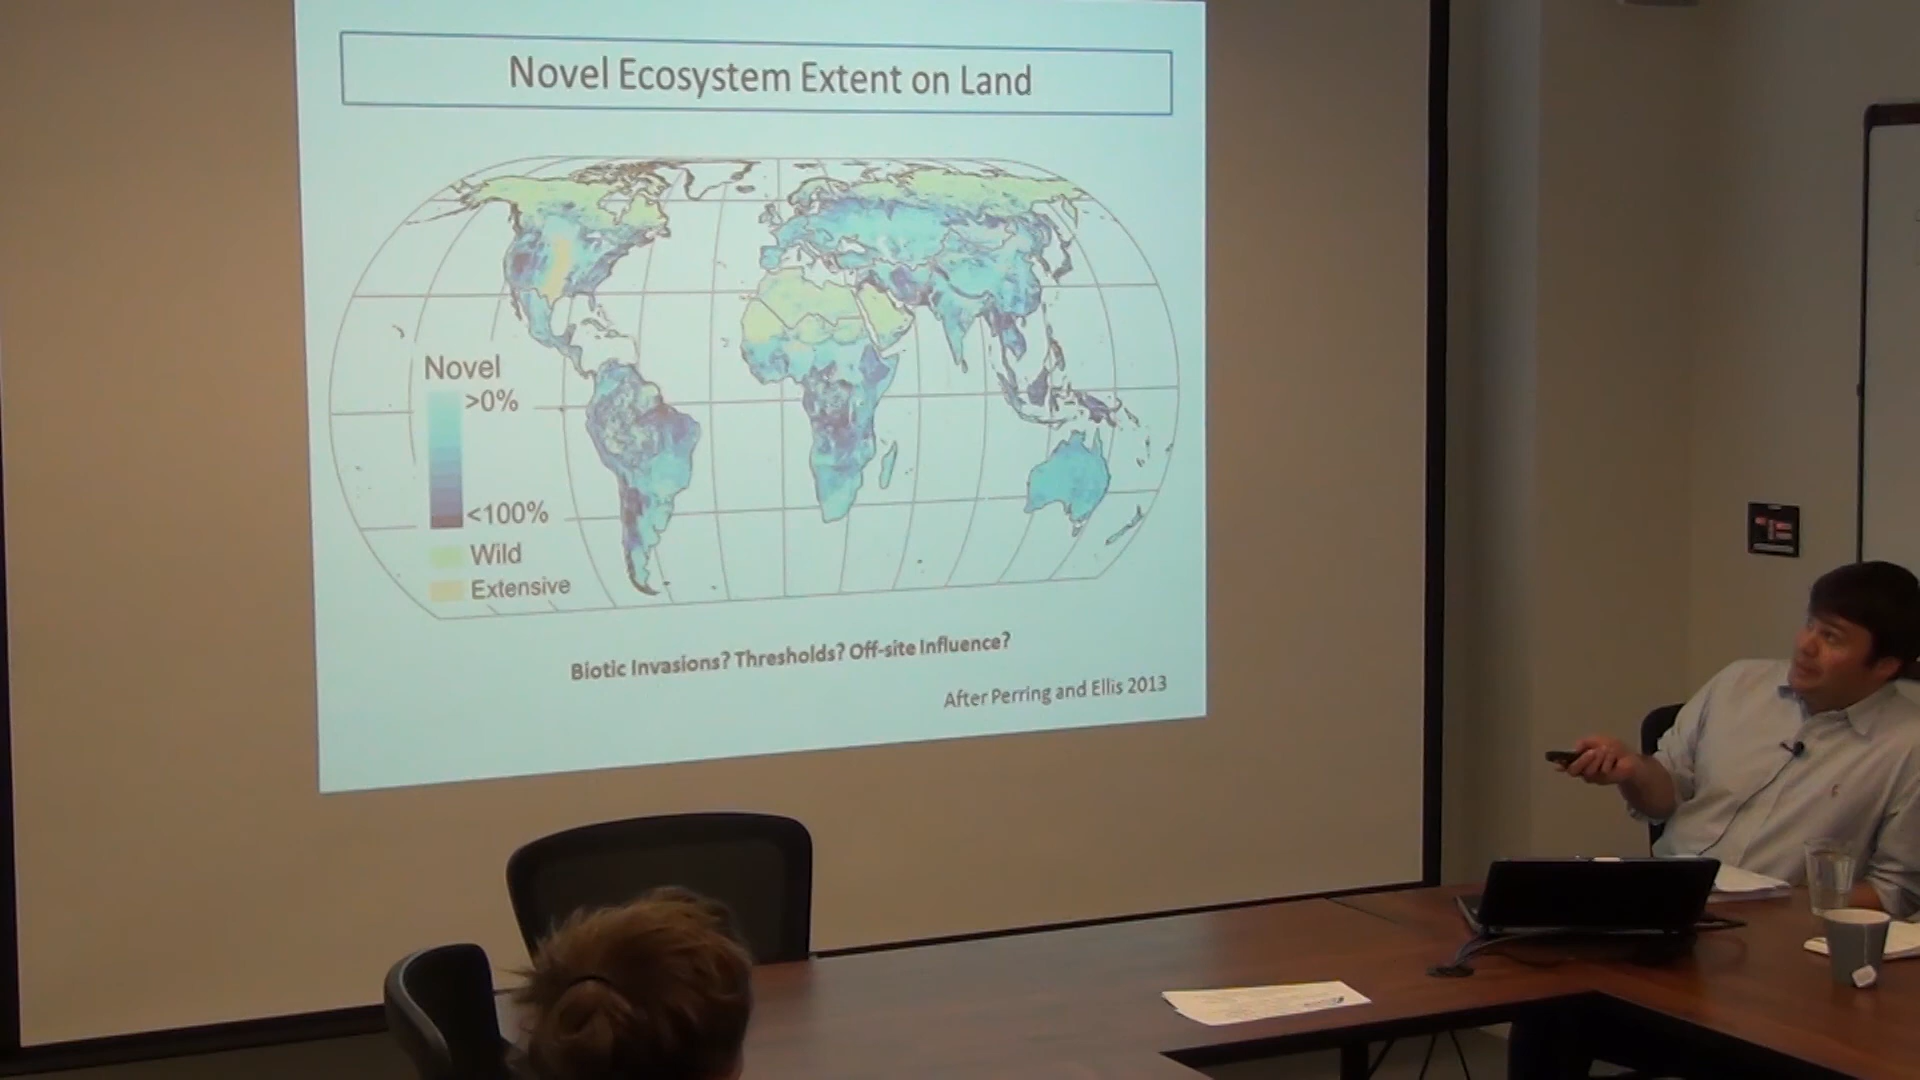 Novel Ecosystem Extent on Land
Novel
>0%
<100%
Wild
Extensive
Biotic Invasions? Thresholds? Off-site Influence?
After Perring and Ellis 2013